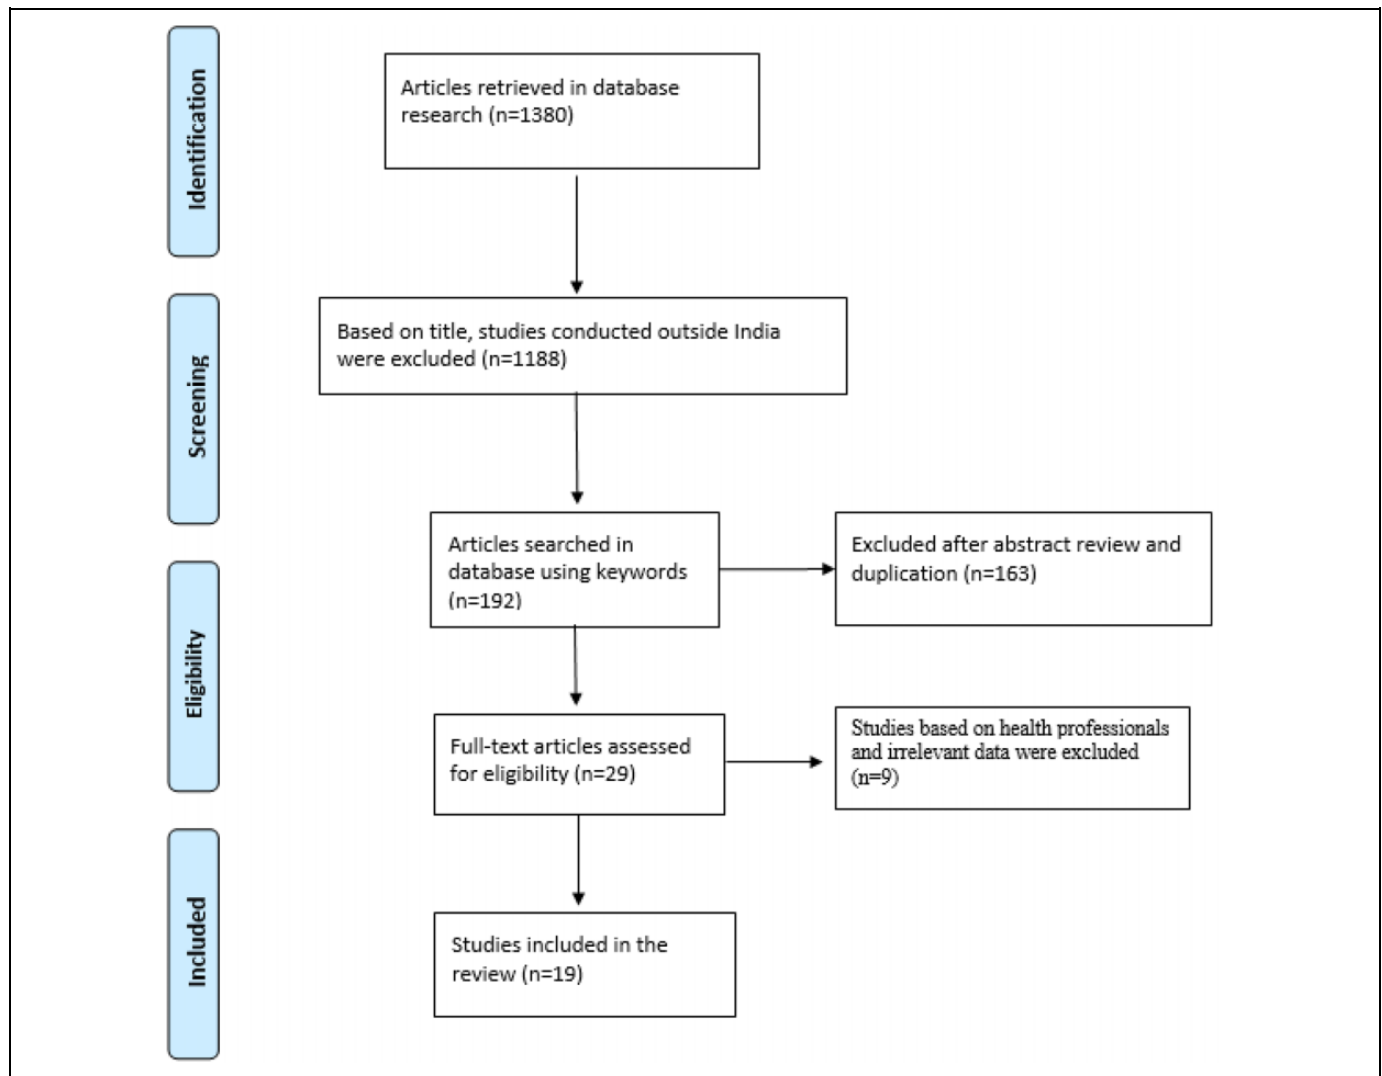 Identification
Articles retrieved in database
research (n=1380)
Screening
Based on title, studies conducted outside India
were excluded (n=1188)
Articles searched in
database using keywords
(n=192)
Excluded after abstract review and
duplication (n=163)
Eligibility
Full-text articles assessed
for eligibility (n=29)
Studies based on health professionals
and irrelevant data were excluded
(n=9)
Included
Studies included in the
review (n=19)